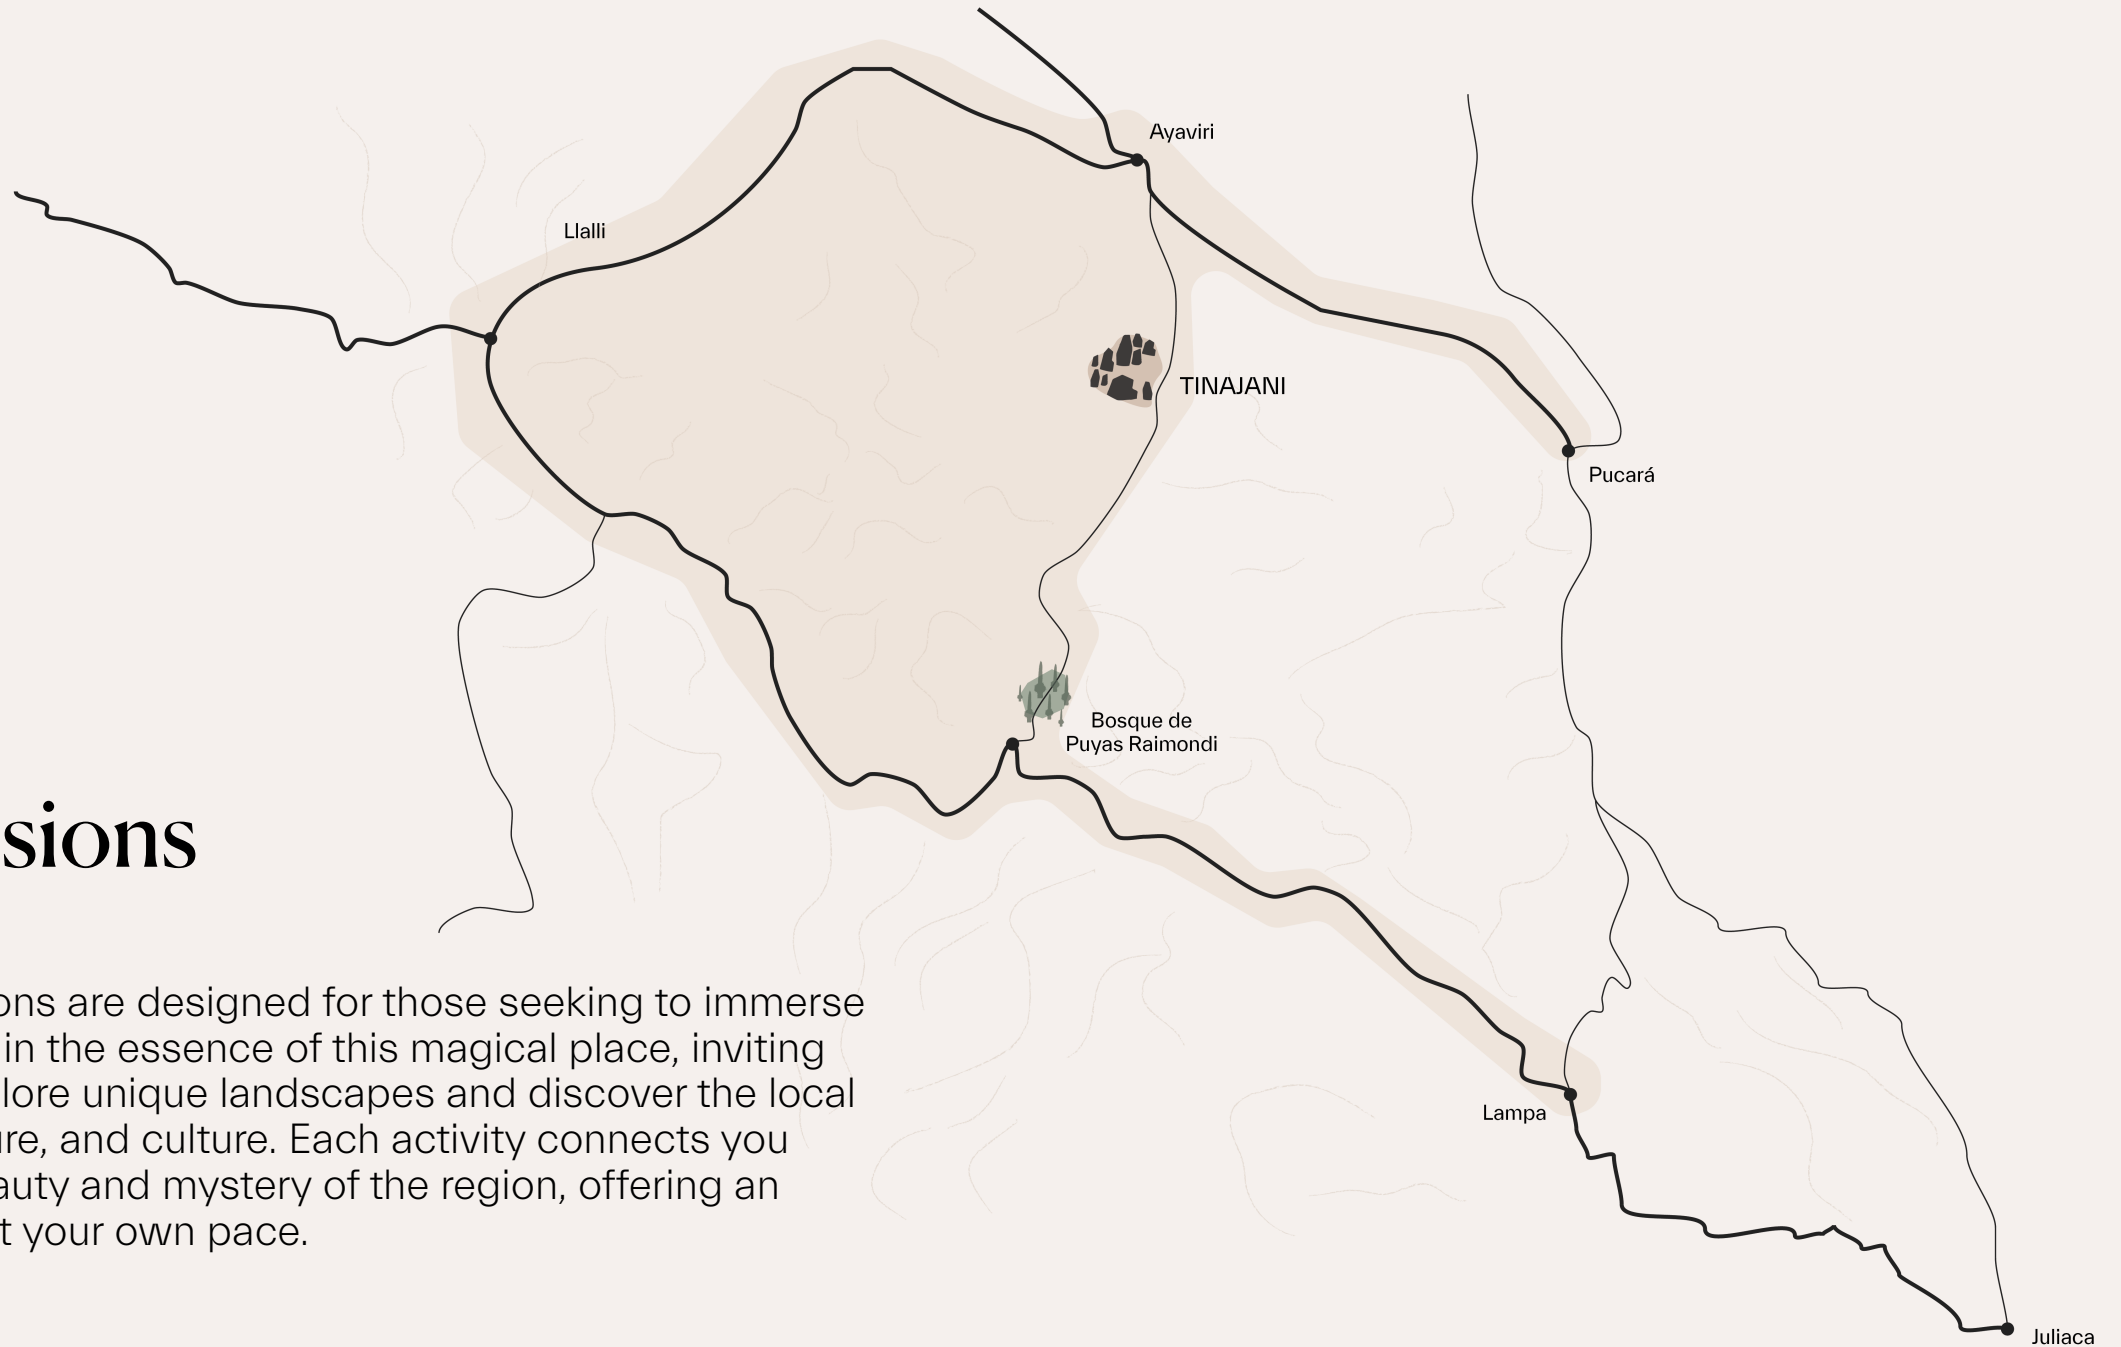 Ayaviri
Llalli
TINAJANI
Pucará
Bosque de
Puyas Raimondi
sions
ons are designed for those seeking to immerse
in the essence of this magical place, inviting
lore unique landscapes and discover the local
ure, and culture. Each activity connects you
auty and mystery of the region, offering an
t your own pace.
Lampa
Juliaca